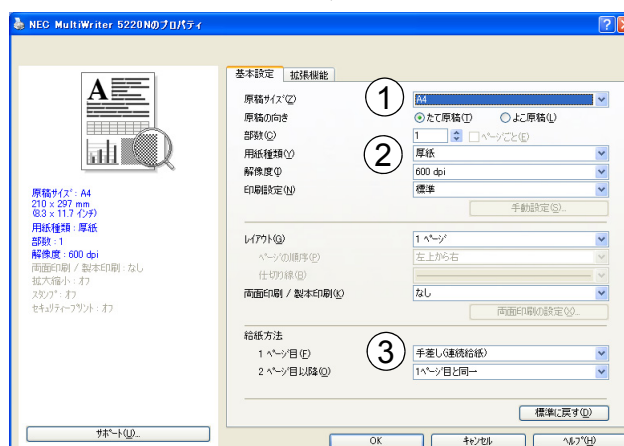 NEC MultiWriter 5220Nのプロパティ
基本設定 拡張機能
原稿サイズ(Z) ① A4
原稿の向き たて原稿(T) よこ原稿(L)
部数(C) 1 ページごと(E)
用紙種類(Y) ② 厚紙
解像度(I) 600 dpi
印刷設定(N) 標準
手動設定(S)...
レイアウト(G) 1 ページ
ページの順序(P) 左上から右
仕切り線(B)
両面印刷 / 製本印刷(K) なし
両面印刷の設定(X)...
給紙方法
1 ページ目(F) ③ 手差し(連続給紙)
2 ページ目以降(O) 1ページ目と同一
標準に戻す(D)
A
原稿サイズ : A4
210 x 297 mm
(8.3 x 11.7 インチ)
用紙種類 : 厚紙
部数 : 1
解像度 : 600 dpi
両面印刷 / 製本印刷 : なし
拡大縮小 : オフ
スタンプ : オフ
セキュリティープリント : オフ
サポート(U)...
OK キャンセル ヘルプ(H)